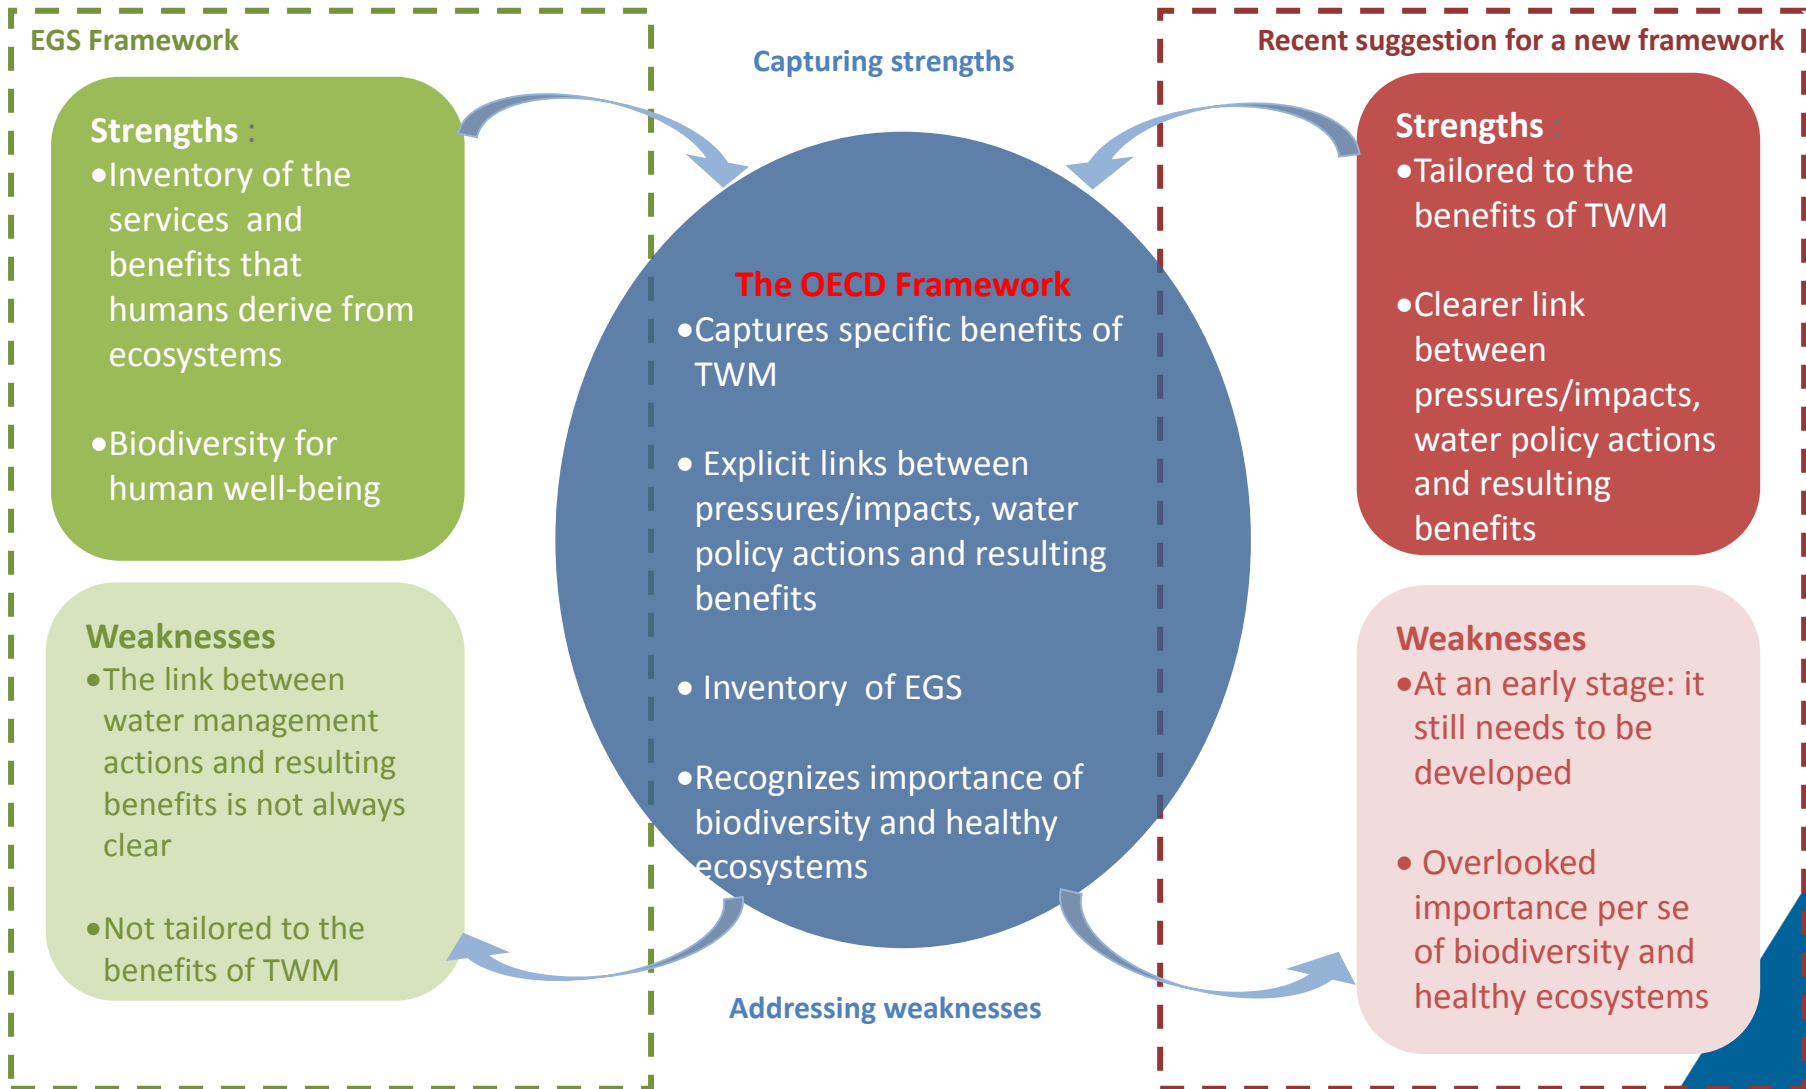 EGS Framework
Strengths :
•Inventory of the
services and
benefits that
humans derive from
ecosystems
•Biodiversity for
human well-being
Weaknesses
•The link between
water management
actions and resulting
benefits is not always
clear
•Not tailored to the
benefits of TWM
Capturing strengths
The OECD Framework
•Captures specific benefits of
TWM
• Explicit links between
pressures/impacts, water
policy actions and resulting
benefits
• Inventory of EGS
•Recognizes importance of
biodiversity and healthy
ecosystems
Addressing weaknesses
Recent suggestion for a new framework
Strengths :
•Tailored to the
benefits of TWM
•Clearer link
between
pressures/impacts,
water policy actions
and resulting
benefits
Weaknesses
•At an early stage: it
still needs to be
developed
• Overlooked
importance per se
of biodiversity and
healthy ecosystems